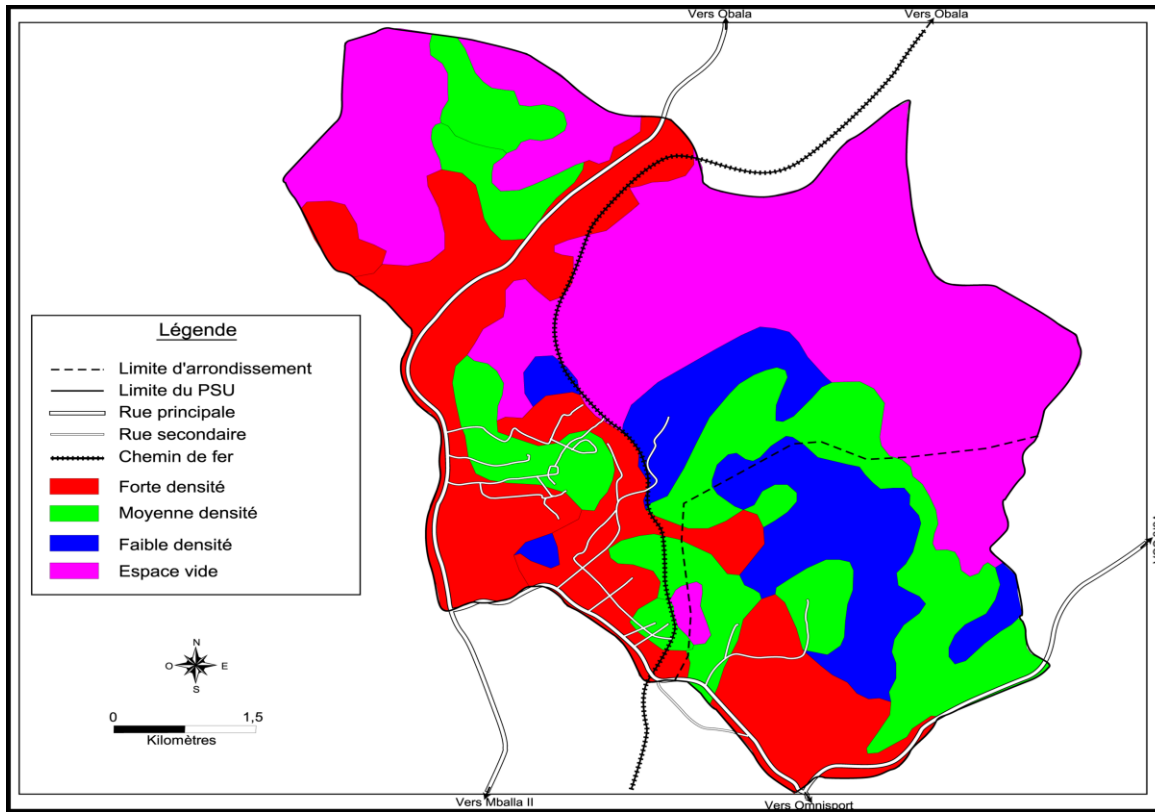 Vers Obala
Vers Obala
Légende
Limite d'arrondissement
Limite du PSU
Rue principale
Rue secondaire
Chemin de fer
Forte densité
Moyenne densité
Faible densité
Espace vide
N
O
E
S
0
1,5
Kilomètres
Vers Mballa II
Vers Omnisport